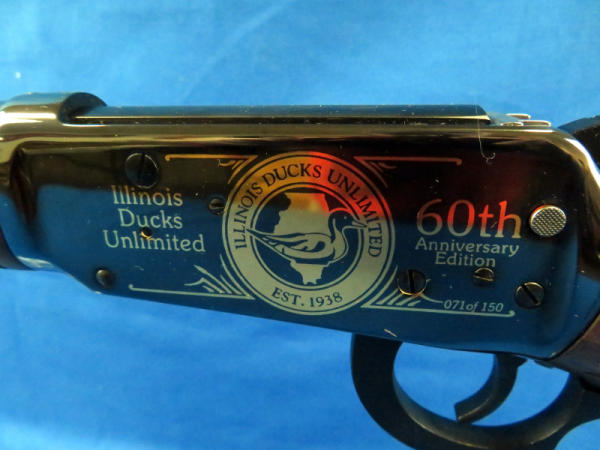 Illinois
Ducks
Unlimited
ILLINOIS DUCKS UNLIMITED
EST. 1938
60th
Anniversary
Edition
071 of 150